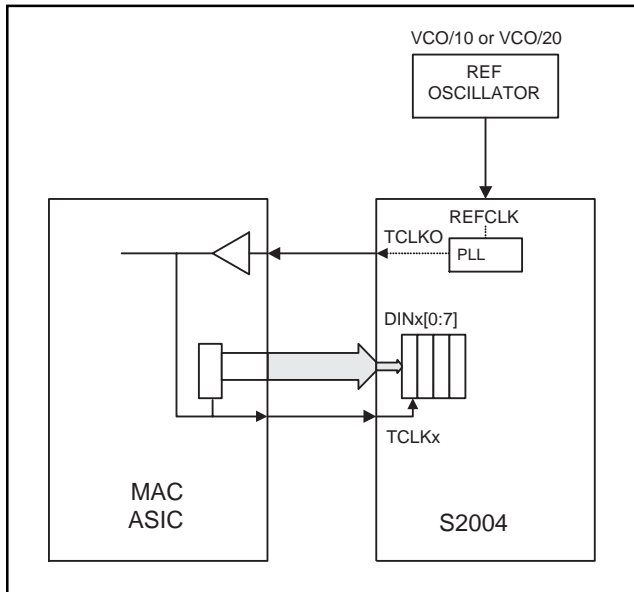 VCO/10 or VCO/20
REF
OSCILLATOR
REFCLK
TCLKO
PLL
DINx[0:7]
TCLKx
MAC
ASIC
S2004